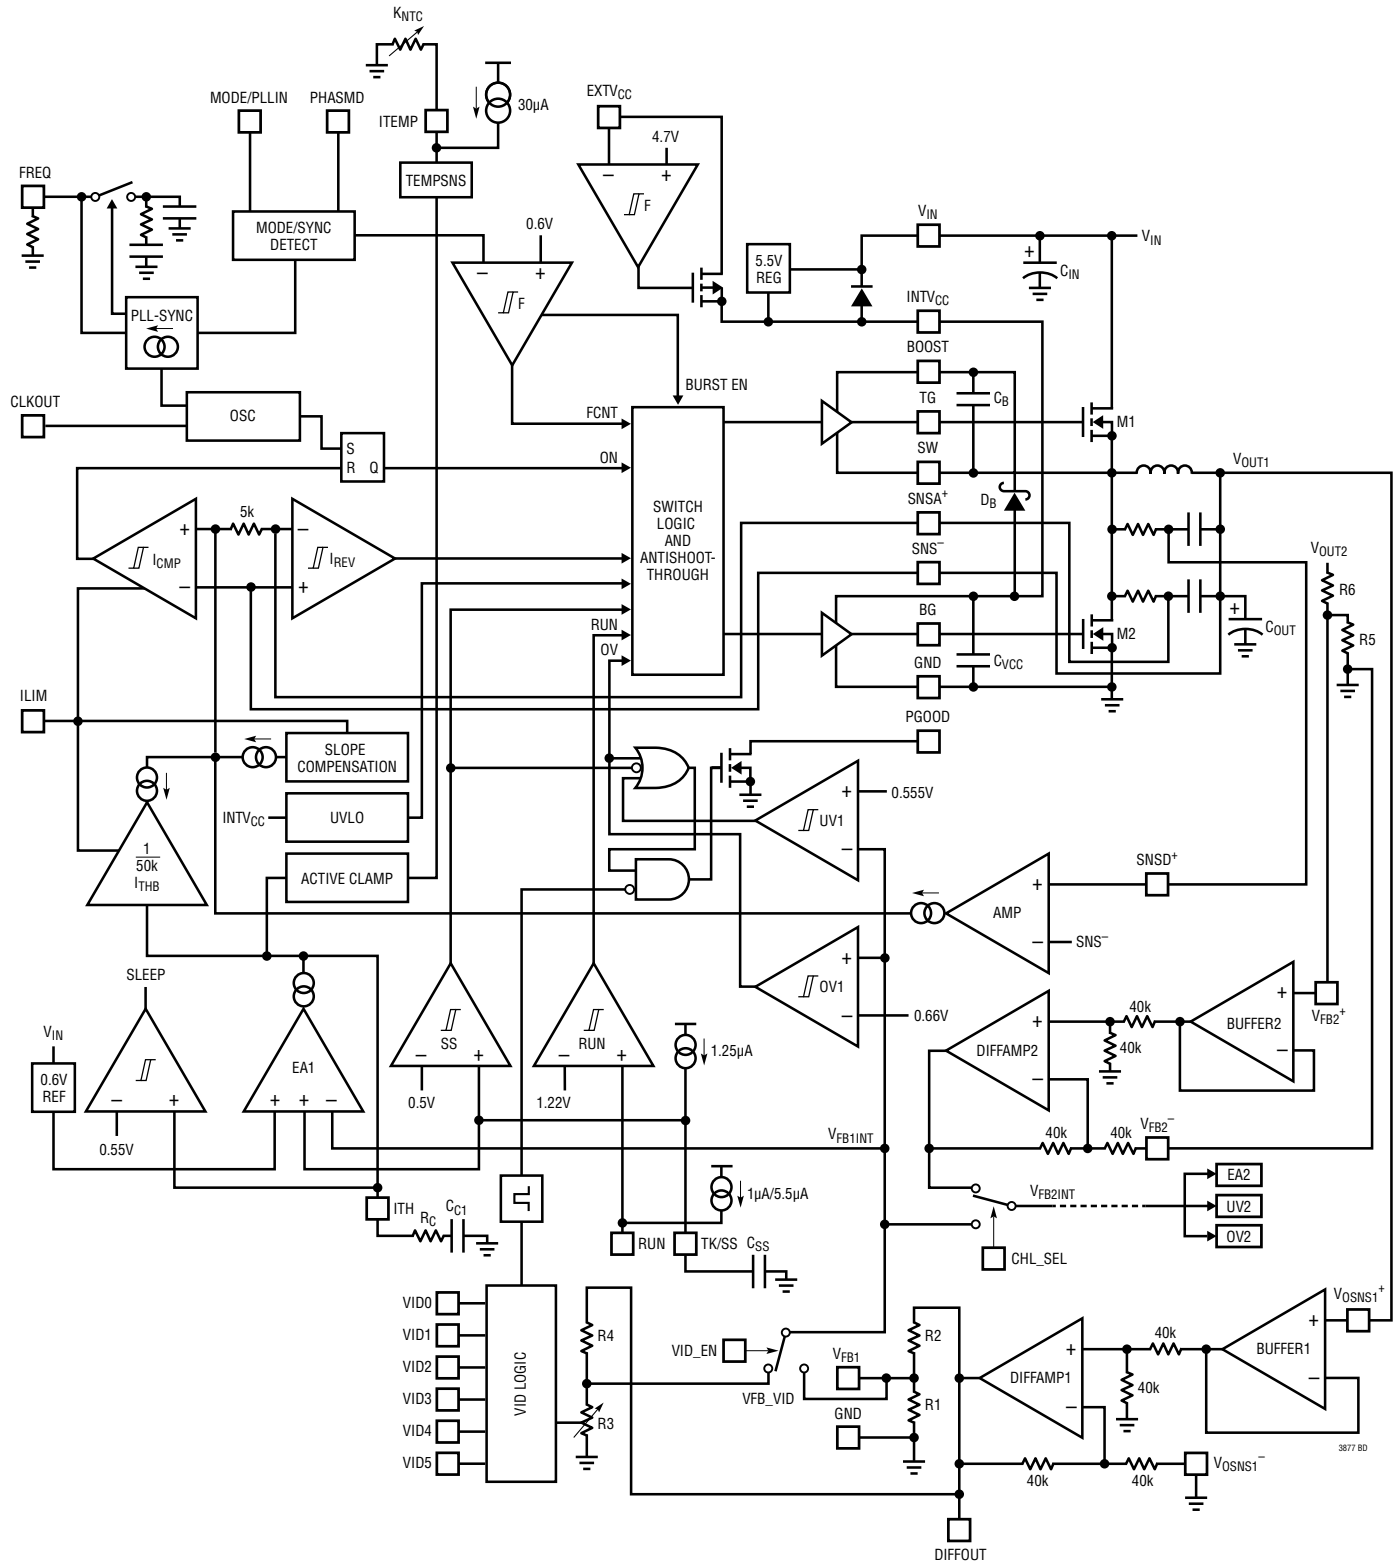 KNTC
MODE/PLLIN
PHASMD
ITEMP
30µA
EXTVCC
4.7V
FREQ
TEMPSNS
− +
F
MODE/SYNC
DETECT
0.6V
− +
F
5.5V
REG
VIN
VIN
+
CIN
PLL-SYNC
INTVCC
BOOST
BURST EN
CLKOUT
OSC
FCNT
TG
CB
M1
S
R Q
ON
SW
VOUT1
SNSA+
DB
5k
+
−
ICMP
−
+
IREV
SWITCH
LOGIC
AND
ANTISHOOT-
THROUGH
SNS−
VOUT2
R6
RUN
OV
BG
M2
+
COUT
R5
GND
CVCC
ILIM
PGOOD
SLOPE
COMPENSATION
INTVCC
UVLO
+
0.555V
UV1
−
1
50k
ITHB
ACTIVE CLAMP
SNSD+
+
AMP
−
SNS−
SLEEP
+
OV1
−
0.66V
VIN
0.6V
REF
− +
0.55V
EA1
+ + −
SS
− +
0.5V
RUN
− +
1.22V
1.25µA
+
DIFFAMP2
−
40k
40k
+
BUFFER2
−
VFB2+
VFB1INT
40k
40k
VFB2−
ITH
RC
CC1
1µA/5.5µA
RUN
TK/SS
CSS
VFB2INT
EA2
UV2
OV2
CHL_SEL
VID0
VID1
VID2
VID3
VID4
VID5
VID LOGIC
R4
R3
VID_EN
VFB_VID
VFB1
GND
R2
R1
+
DIFFAMP1
−
40k
40k
+
BUFFER1
−
VOSNS1+
3877 BD
40k
40k
VOSNS1−
DIFFOUT